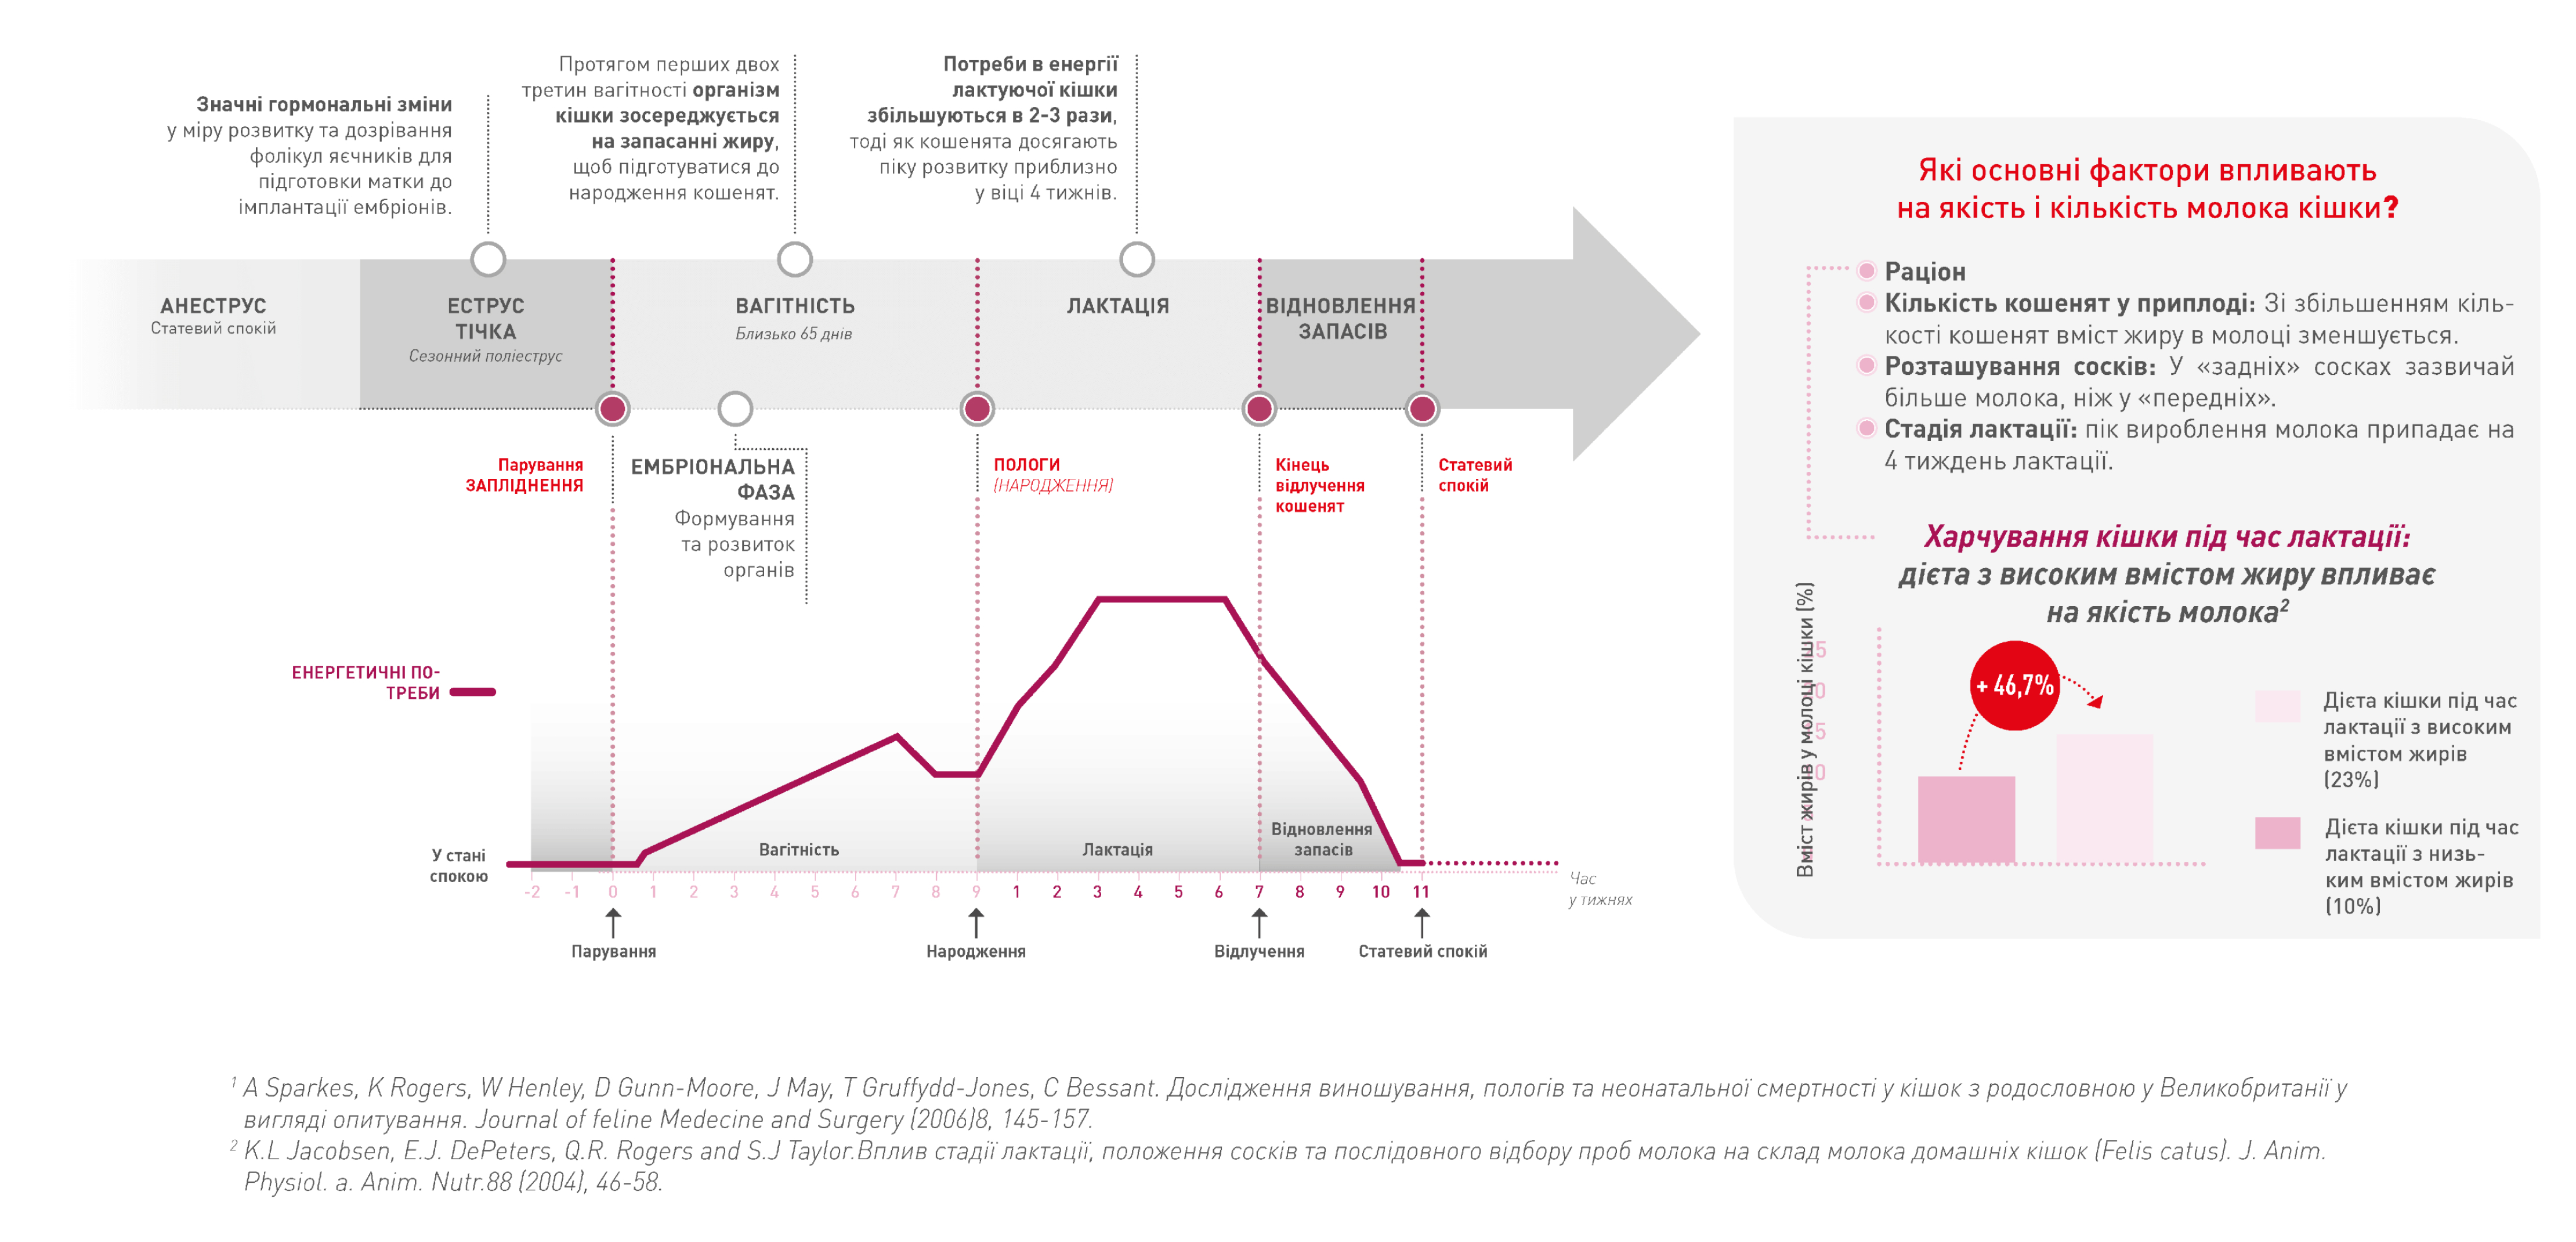 Значні гормональні зміни
у міру розвитку та дозрівання
фолікул яєчників для
підготовки матки до
імплантації ембріонів.
Протягом перших двох
третин вагітності організм
кішки зосереджується
на запасанні жиру,
щоб підготуватися до
народження кошенят.
Потреби в енергії
лактуючої кішки
збільшуються в 2-3 рази,
тоді як кошенята досягають
піку розвитку приблизно
у віці 4 тижнів.
АНЕСТРУС
Статевий спокій
ЕСТРУС
ТІЧКА
Сезонний поліеструс
ВАГІТНІСТЬ
Близько 65 днів
ЛАКТАЦІЯ
ВІДНОВЛЕННЯ
ЗАПАСІВ
Парування
ЗАПЛІДНЕННЯ
ЕМБРІОНАЛЬНА
ФАЗА
Формування
та розвиток
органів
ПОЛОГИ
(НАРОДЖЕННЯ)
Кінець
відлучення
кошенят
Статевий
спокій
ЕНЕРГЕТИЧНІ ПО-
ТРЕБИ
У стані
спокою
Вагітність
Лактація
Відновлення
запасів
-2 -1 0 1 2 3 4 5 6 7 8 9 1 2 3 4 5 6 7 8 9 10 11
Час
у тижнях
Парування
Народження
Відлучення
Статевий спокій
Які основні фактори впливають
на якість і кількість молока кішки?
Раціон
Кількість кошенят у приплоді: Зі збільшенням кіль-
кості кошенят вміст жиру в молоці зменшується.
Розташування сосків: У «задніх» сосках зазвичай
більше молока, ніж у «передніх».
Стадія лактації: пік вироблення молока припадає на
4 тиждень лактації.
Харчування кішки під час лактації:
дієта з високим вмістом жиру впливає
на якість молока2
Вміст жирів у молоці кішки (%)
+ 46,7%
Дієта кішки під час
лактації з високим
вмістом жирів
(23%)
Дієта кішки під час
лактації з низь-
ким вмістом жирів
(10%)
1 A Sparkes, K Rogers, W Henley, D Gunn-Moore, J May, T Gruffydd-Jones, C Bessant. Дослідження виношування, пологів та неонатальної смертності у кішок з родословною у Великобританії у
вигляді опитування. Journal of feline Medecine and Surgery (2006)8, 145-157.
2 K.L Jacobsen, E.J. DePeters, Q.R. Rogers and S.J Taylor.Вплив стадії лактації, положення сосків та послідовного відбору проб молока на склад молока домашніх кішок (Felis catus). J. Anim.
Physiol. a. Anim. Nutr.88 (2004), 46-58.